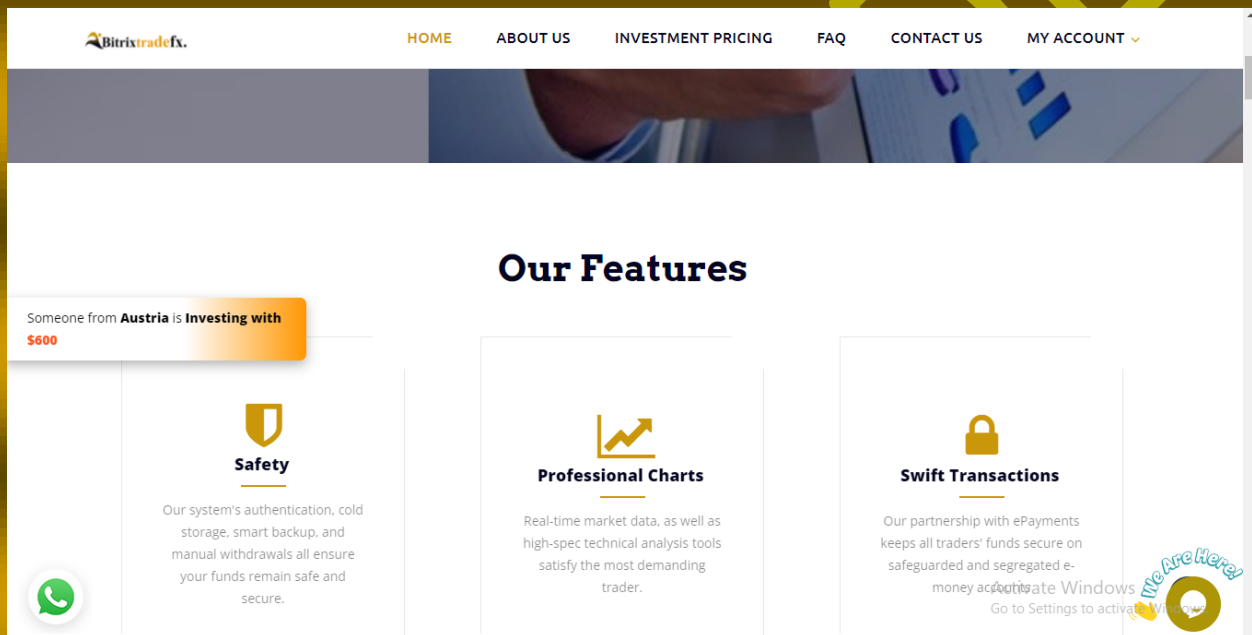 Bitrixtradefx.
HOME ABOUT US INVESTMENT PRICING FAQ CONTACT US MY ACCOUNT
Our Features
Someone from Austria is Investing with
$600
Safety
Our system's authentication, cold
storage, smart backup, and
manual withdrawals all ensure
your funds remain safe and
secure.
Professional Charts
Real-time market data, as well as
high-spec technical analysis tools
satisfy the most demanding
trader.
Swift Transactions
Our partnership with ePayments
keeps all traders' funds secure on
safeguarded and segregated e-
money accounts.
We Are Here!
Activate Windows
Go to Settings to activate Windows.